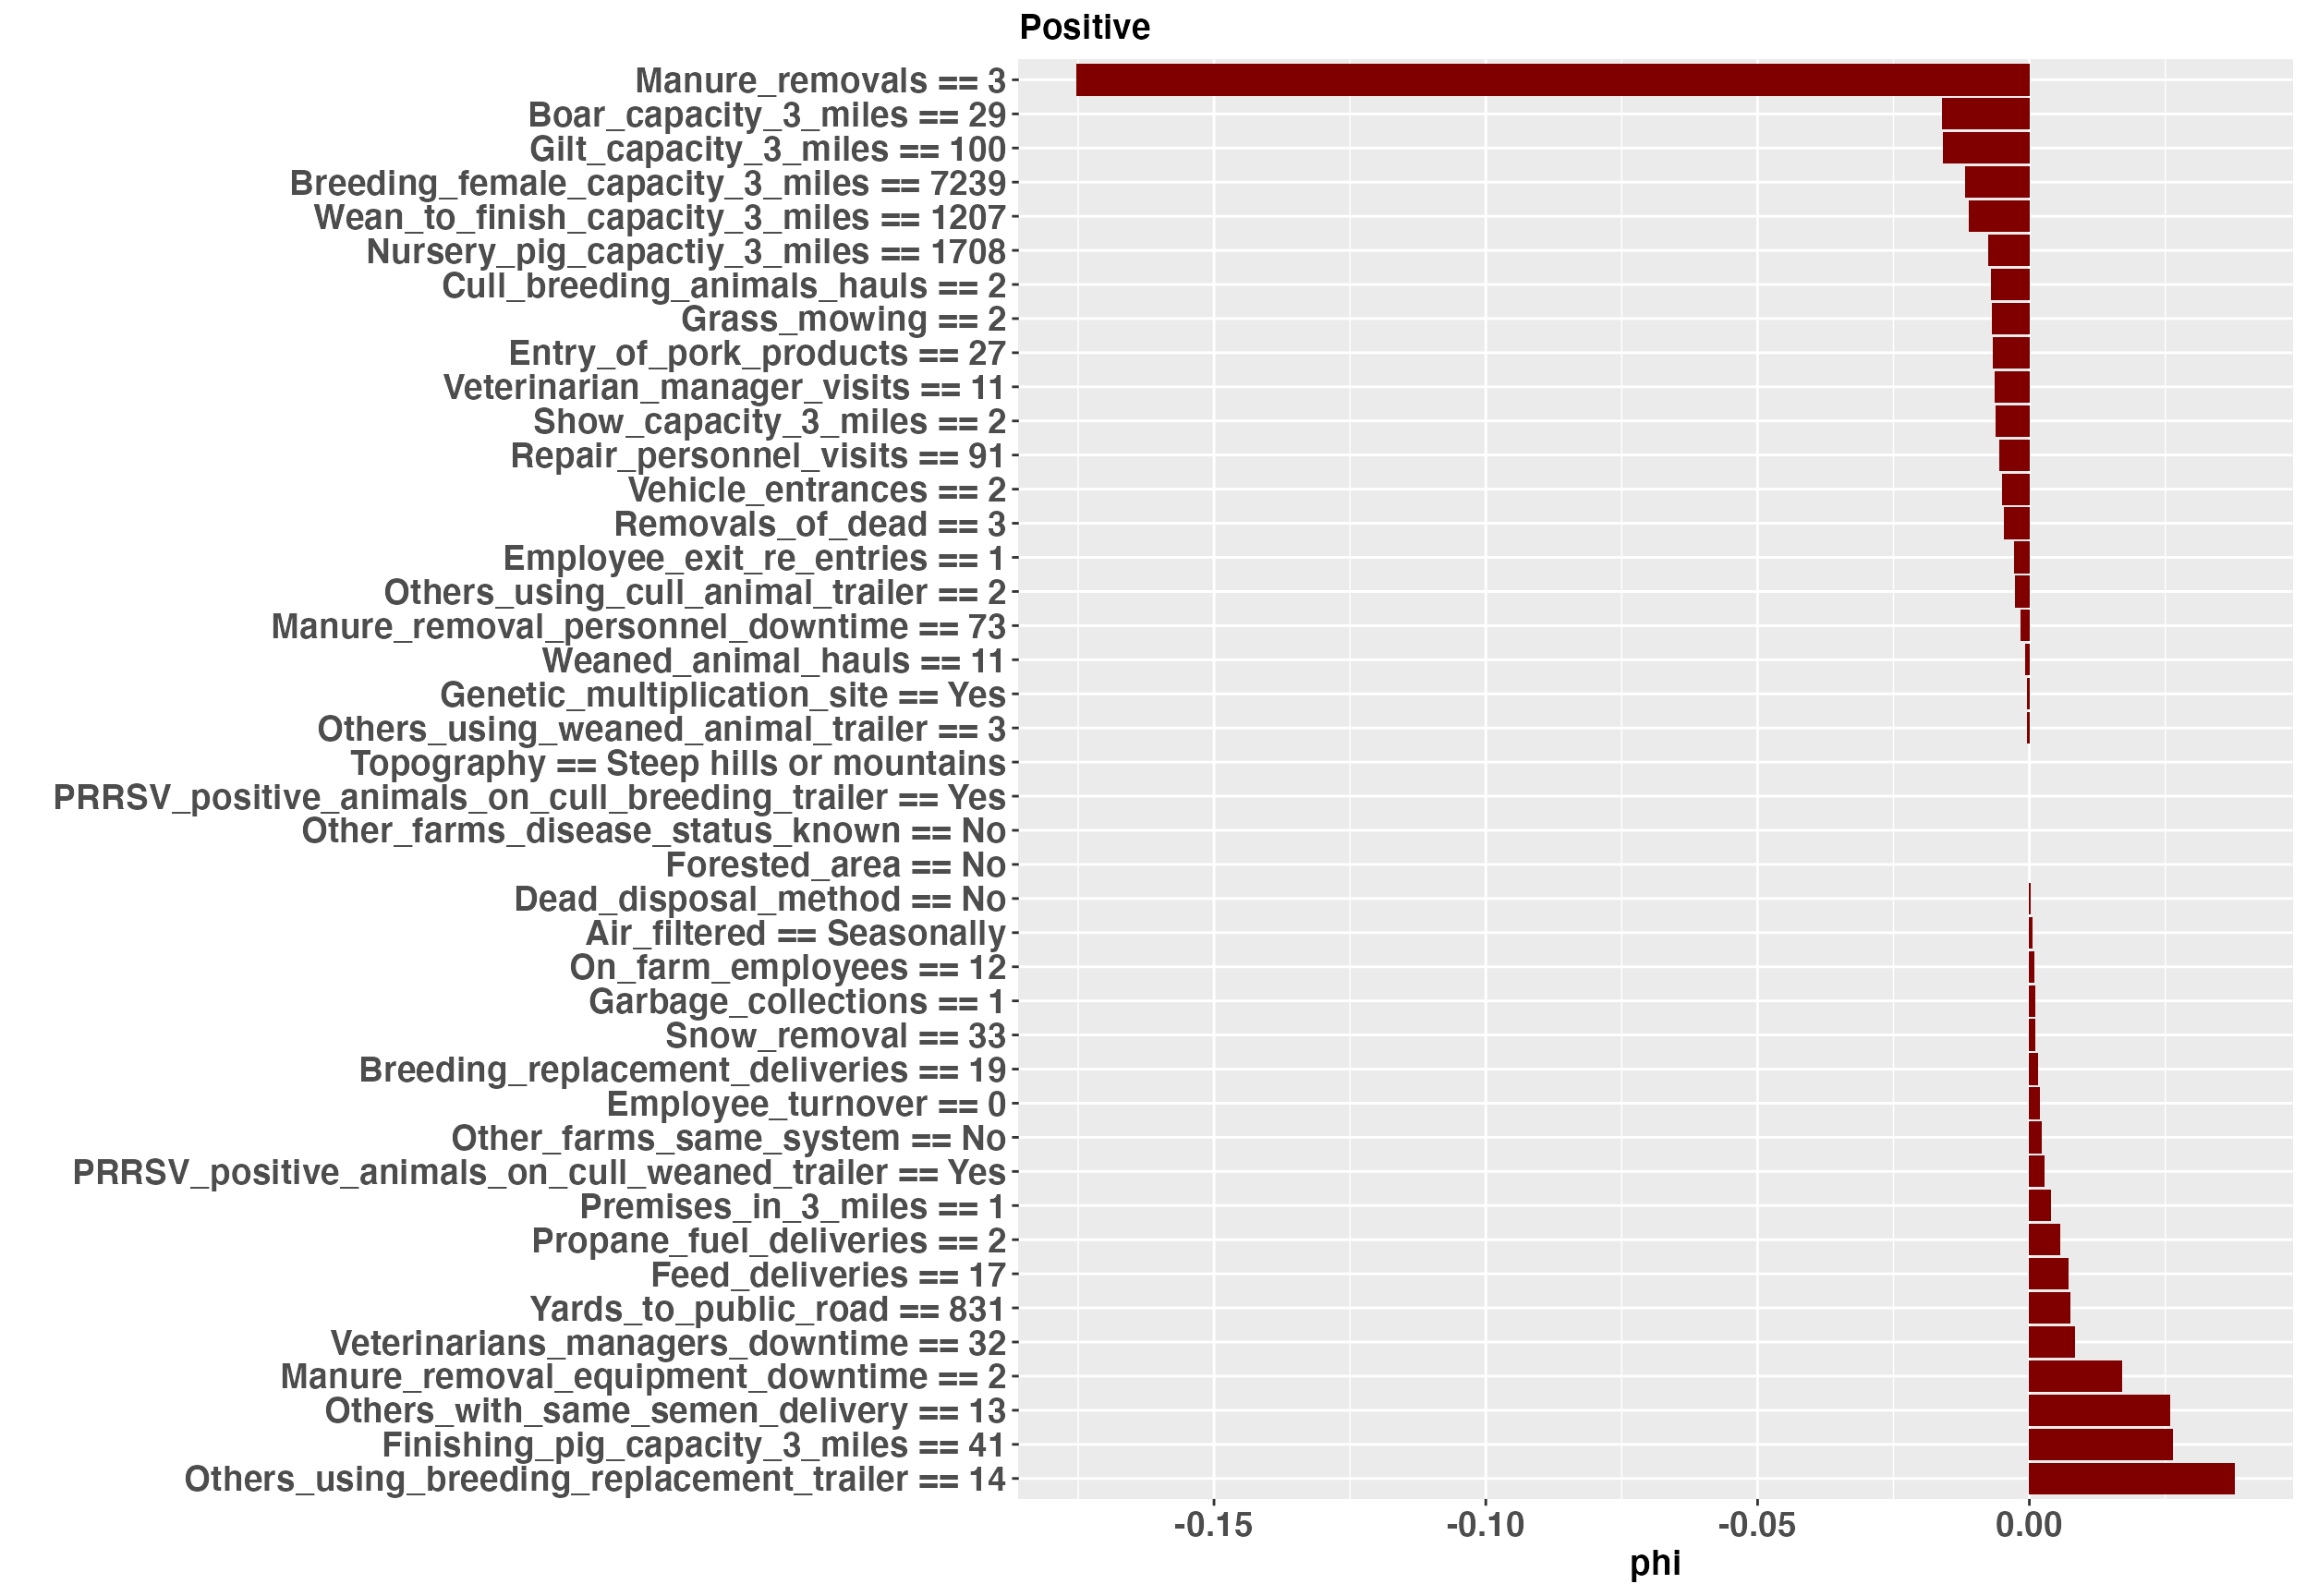 Positive
Manure_removals == 3
Boar_capacity_3_miles == 29
Gilt_capacity_3_miles == 100
Breeding_female_capacity_3_miles == 7239
Wean_to_finish_capacity_3_miles == 1207
Nursery_pig_capactiy_3_miles == 1708
Cull_breeding_animals_hauls == 2
Grass_mowing == 2
Entry_of_pork_products == 27
Veterinarian_manager_visits == 11
Show_capacity_3_miles == 2
Repair_personnel_visits == 91
Vehicle_entrances == 2
Removals_of_dead == 3
Employee_exit_re_entries == 1
Others_using_cull_animal_trailer == 2
Manure_removal_personnel_downtime == 73
Weaned_animal_hauls == 11
Genetic_multiplication_site == Yes
Others_using_weaned_animal_trailer == 3
Topography == Steep hills or mountains
PRRSV_positive_animals_on_cull_breeding_trailer == Yes
Other_farms_disease_status_known == No
Forested_area == No
Dead_disposal_method == No
Air_filtered == Seasonally
On_farm_employees == 12
Garbage_collections == 1
Snow_removal == 33
Breeding_replacement_deliveries == 19
Employee_turnover == 0
Other_farms_same_system == No
PRRSV_positive_animals_on_cull_weaned_trailer == Yes
Premises_in_3_miles == 1
Propane_fuel_deliveries == 2
Feed_deliveries == 17
Yards_to_public_road == 831
Veterinarians_managers_downtime == 32
Manure_removal_equipment_downtime == 2
Others_with_same_semen_delivery == 13
Finishing_pig_capacity_3_miles == 41
Others_using_breeding_replacement_trailer == 14
-0.15 -0.10 -0.05 0.00
phi